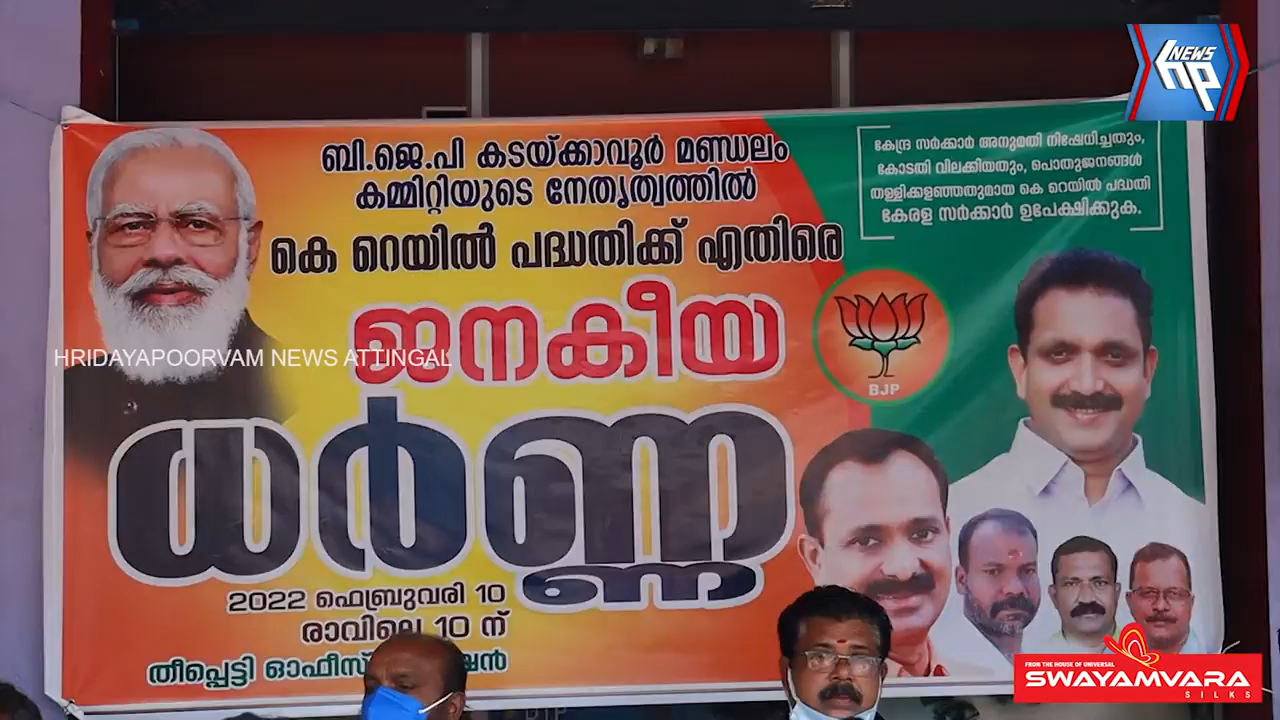 NEWS
hp
ബി.ജെ.പി കടയ്ക്കാവൂർ മണ്ഡലം
കമ്മിറ്റിയുടെ നേതൃത്വത്തിൽ
കെ റെയിൽ പദ്ധതിക്ക് എതിരെ
ജനകീയ
ധർണ്ണ
2022 ഫെബ്രുവരി 10
രാവിലെ 10 ന്
തീപ്പെട്ടി ഓഫീസ്
കേന്ദ്ര സർക്കാർ അനുമതി നിഷേധിച്ചതും,
കോടതി വിലക്കിയതും, പൊതുജനങ്ങൾ
തള്ളിക്കളഞ്ഞതുമായ കെ റെയിൽ പദ്ധതി
കേരള സർക്കാർ ഉപേക്ഷിക്കുക.
BJP
HRIDAYAPOORVAM NEWS ATTINGAL
FROM THE HOUSE OF UNIVERSAL
SWAYAMVARA
SILKS